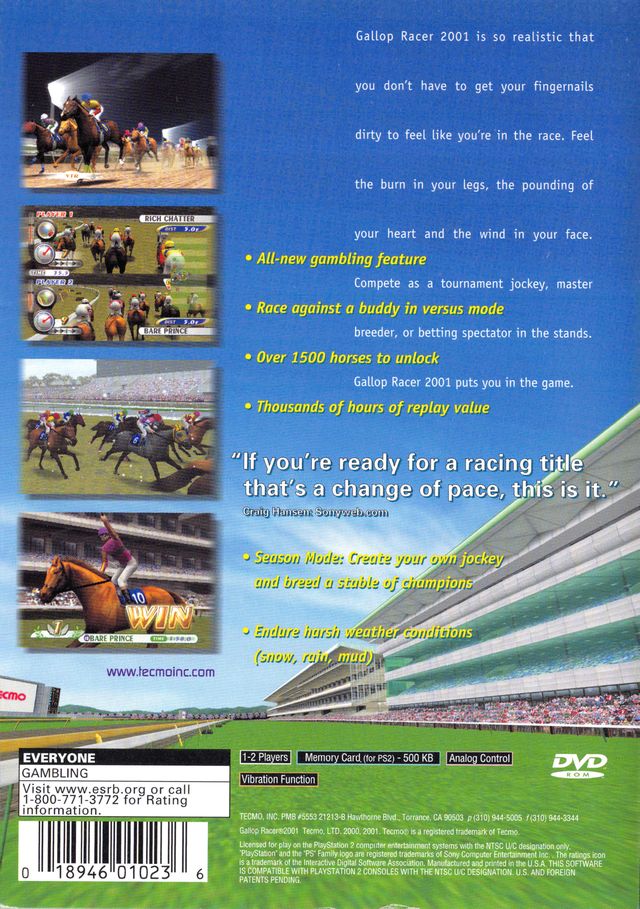 Gallop Racer 2001 is so realistic that
you don't have to get your fingernails
dirty to feel like you're in the race. Feel
the burn in your legs, the pounding of
your heart and the wind in your face.
• All-new gambling feature
Compete as a tournament jockey, master
• Race against a buddy in versus mode
breeder, or betting spectator in the stands.
• Over 1500 horses to unlock
Gallop Racer 2001 puts you in the game.
• Thousands of hours of replay value
PLAYER 1
RICH CHATTER
PLAYER 2
BARE PRINCE
"If you're ready for a racing title
that's a change of pace, this is it."
Craig Hansen: Sonyweb.com
• Season Mode: Create your own jockey
and breed a stable of champions
• Endure harsh weather conditions
(snow, rain, mud)
10
WIN
BARE PRINCE
www.tecmoinc.com
1-2 Players
Memory Card (for PS2) - 500 KB
Analog Control
Vibration Function
DVD
ROM
EVERYONE
GAMBLING
Visit www.esrb.org or call
1-800-771-3772 for Rating
information.
0 18946 01023 6
TECMO, INC. PMB #5553 21213-B Hawthorne Blvd., Torrance, CA 90503 p(310) 944-5005 f(310) 944-3344
Gallop Racer®2001 Tecmo, LTD. 2000, 2001. Tecmo® is a registered trademark of Tecmo.
Licensed for play on the PlayStation 2 computer entertainment systems with the NTSC U/C designation only.
"PlayStation" and the "PS" Family logo are registered trademarks of Sony Computer Entertainment Inc. The ratings icon
is a trademark of the Interactive Digital Software Association. Manufactured and printed in the U.S.A. THIS SOFTWARE
IS COMPATIBLE WITH PLAYSTATION 2 CONSOLES WITH THE NTSC U/C DESIGNATION. U.S. AND FOREIGN
PATENTS PENDING.